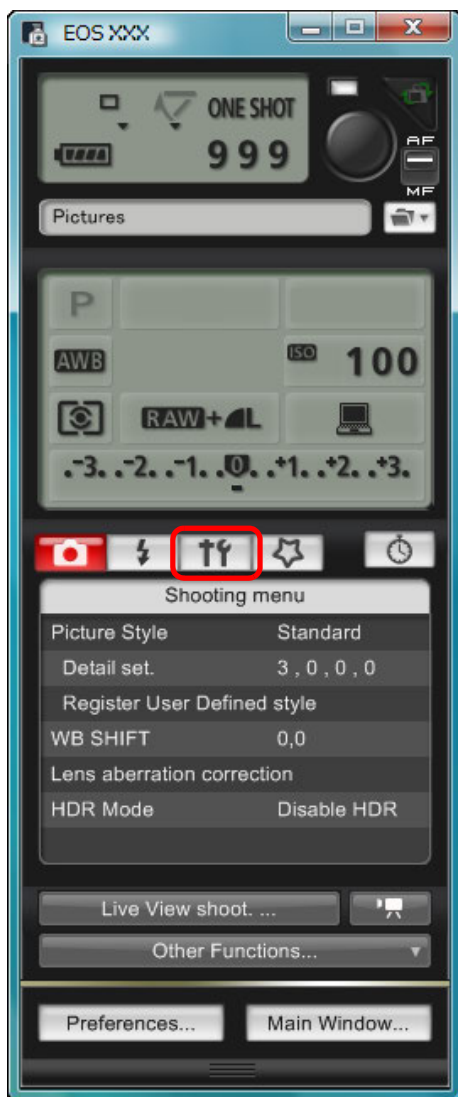 EOS XXX
ONE SHOT
999
AF
MF
Pictures
P
AWB
ISO 100
RAW+L
.-3. .-2. .-1. .0. .+1. .+2. .+3.
Shooting menu
Picture Style Standard
Detail set. 3 , 0 , 0 , 0
Register User Defined style
WB SHIFT 0,0
Lens aberration correction
HDR Mode Disable HDR
Live View shoot. ...
Other Functions...
Preferences... Main Window...